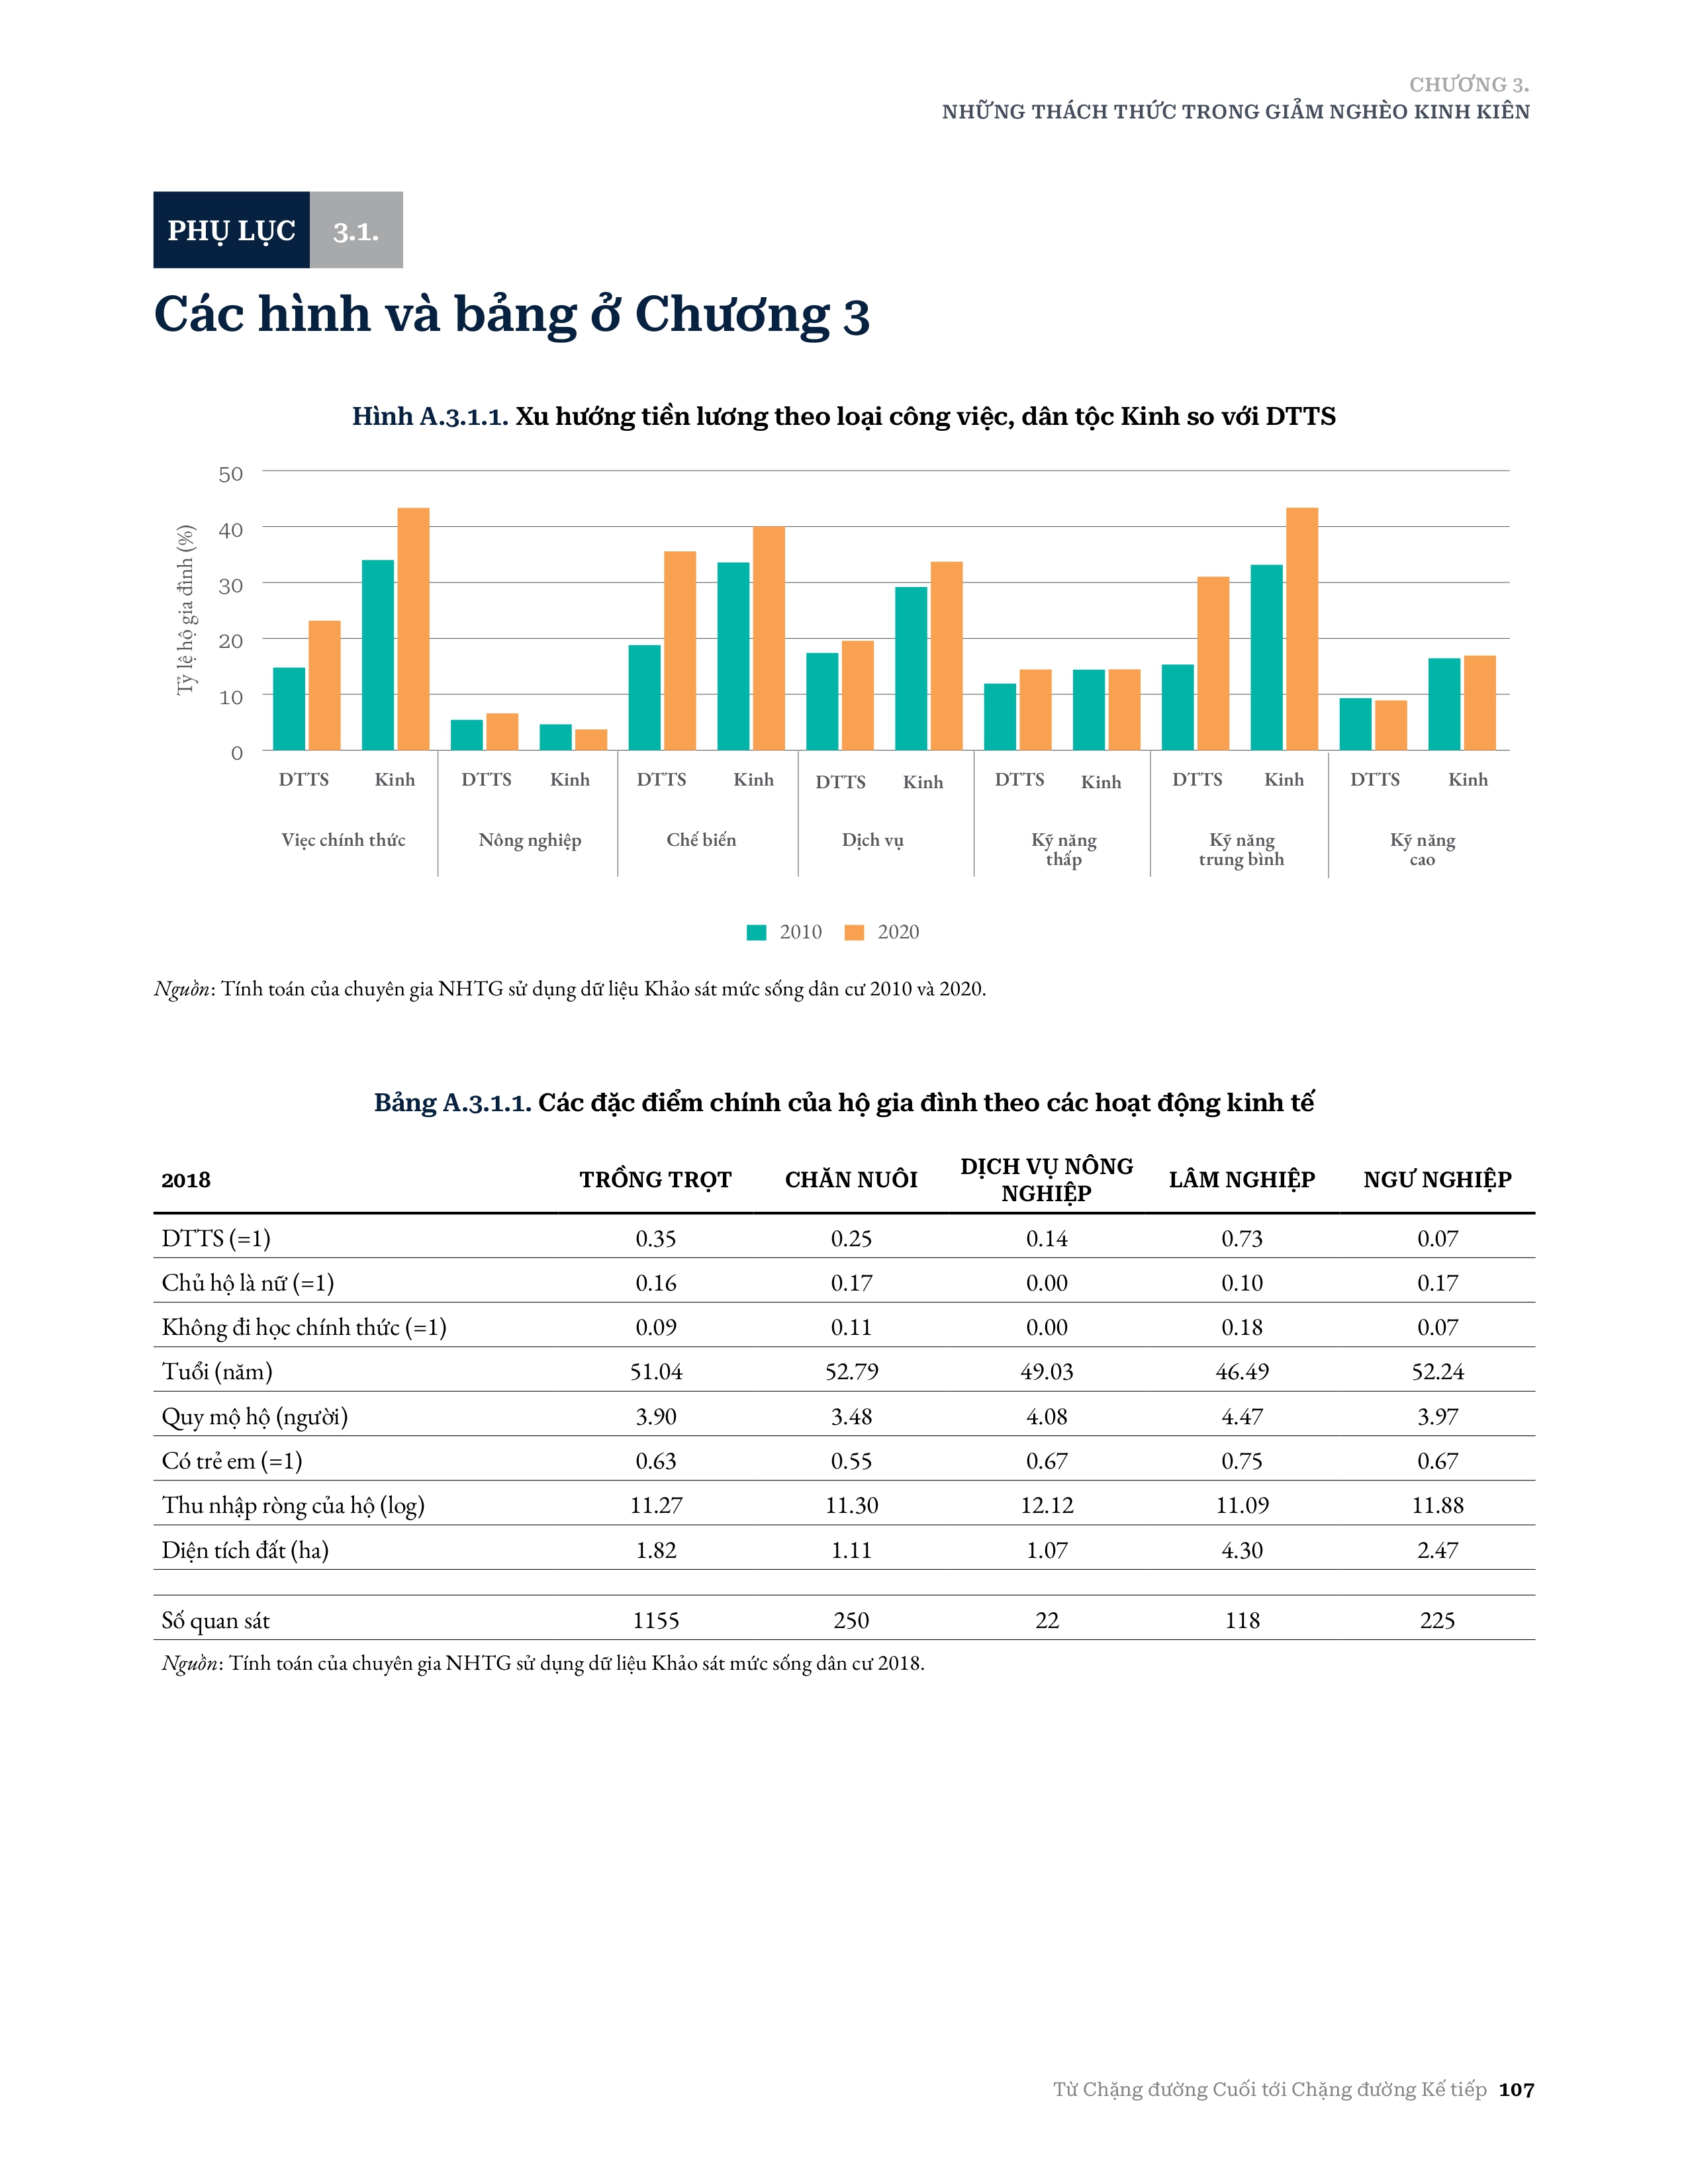 CHƯƠNG 3.
NHỮNG THÁCH THỨC TRONG GIẢM NGHÈO KINH KIÊN
PHỤ LỤC 3.1.
Các hình và bảng ở Chương 3
Hình A.3.1.1. Xu hướng tiền lương theo loại công việc, dân tộc Kinh so với DTTS
Tỷ lệ hộ gia đình (%)
50
40
30
20
10
0
DTTS Kinh DTTS Kinh DTTS Kinh DTTS Kinh DTTS Kinh DTTS Kinh DTTS Kinh
Việc chính thức Nông nghiệp Chế biến Dịch vụ Kỹ năng thấp Kỹ năng trung bình Kỹ năng cao
2010 2020
Nguồn: Tính toán của chuyên gia NHTG sử dụng dữ liệu Khảo sát mức sống dân cư 2010 và 2020.
Bảng A.3.1.1. Các đặc điểm chính của hộ gia đình theo các hoạt động kinh tế
2018 TRỒNG TRỌT CHĂN NUÔI DỊCH VỤ NÔNG NGHIỆP LÂM NGHIỆP NGƯ NGHIỆP
DTTS (=1) 0.35 0.25 0.14 0.73 0.07
Chủ hộ là nữ (=1) 0.16 0.17 0.00 0.10 0.17
Không đi học chính thức (=1) 0.09 0.11 0.00 0.18 0.07
Tuổi (năm) 51.04 52.79 49.03 46.49 52.24
Quy mộ hộ (người) 3.90 3.48 4.08 4.47 3.97
Có trẻ em (=1) 0.63 0.55 0.67 0.75 0.67
Thu nhập ròng của hộ (log) 11.27 11.30 12.12 11.09 11.88
Diện tích đất (ha) 1.82 1.11 1.07 4.30 2.47
Số quan sát 1155 250 22 118 225
Nguồn: Tính toán của chuyên gia NHTG sử dụng dữ liệu Khảo sát mức sống dân cư 2018.
Từ Chặng đường Cuối tới Chặng đường Kế tiếp 107